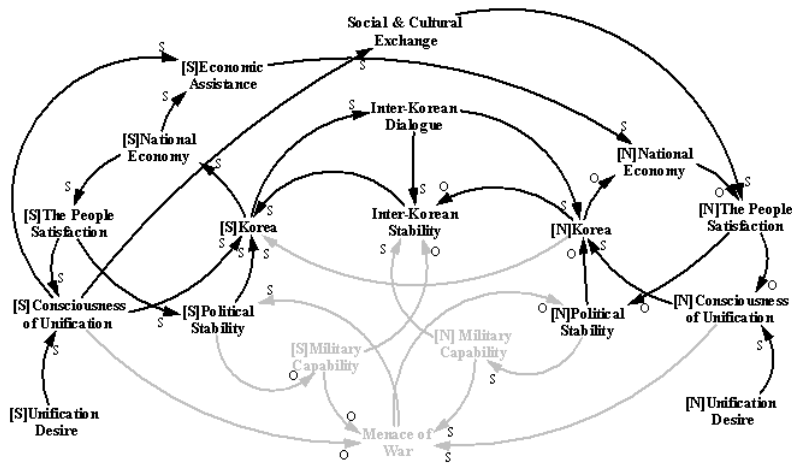 Social & Cultural
Exchange
S
S
[S]Economic
Assistance
S
S
S
Inter-Korean
Dialogue
[S]National
Economy
S
[N]National
Economy
S
S
O
S
[S]The People
Satisfaction
[S]Korea
S
Inter-Korean
Stability
S
O
[N]Korea
S
O
[N]The People
Satisfaction
S
S
S
S
O
O
S
S
O
[S]Consciousness
of Unification
S
[S]Political
Stability
S
O
[N]Political
Stability
O
[N]Consciousness
of Unification
S
[S]Military
Capability
[N] Military
Capability
S
S
O
O
[S]Unification
Desire
O
Menace of
War
S
S
[N]Unification
Desire
O